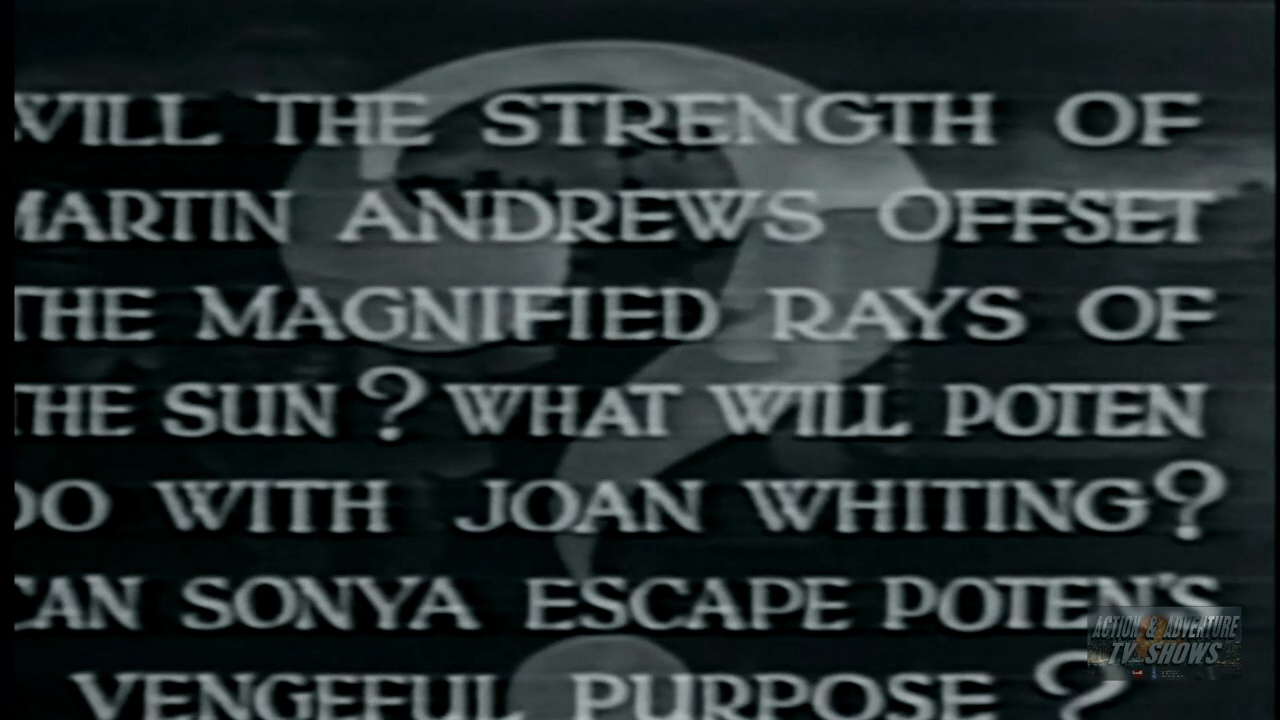 WILL THE STRENGTH OF
MARTIN ANDREWS OFFSET
THE MAGNIFIED RAYS OF
THE SUN? WHAT WILL POTEN
DO WITH JOAN WHITING?
CAN SONYA ESCAPE POTEN'S
VENGEFUL PURPOSE?
ACTION & ADVENTURE
TV SHOWS